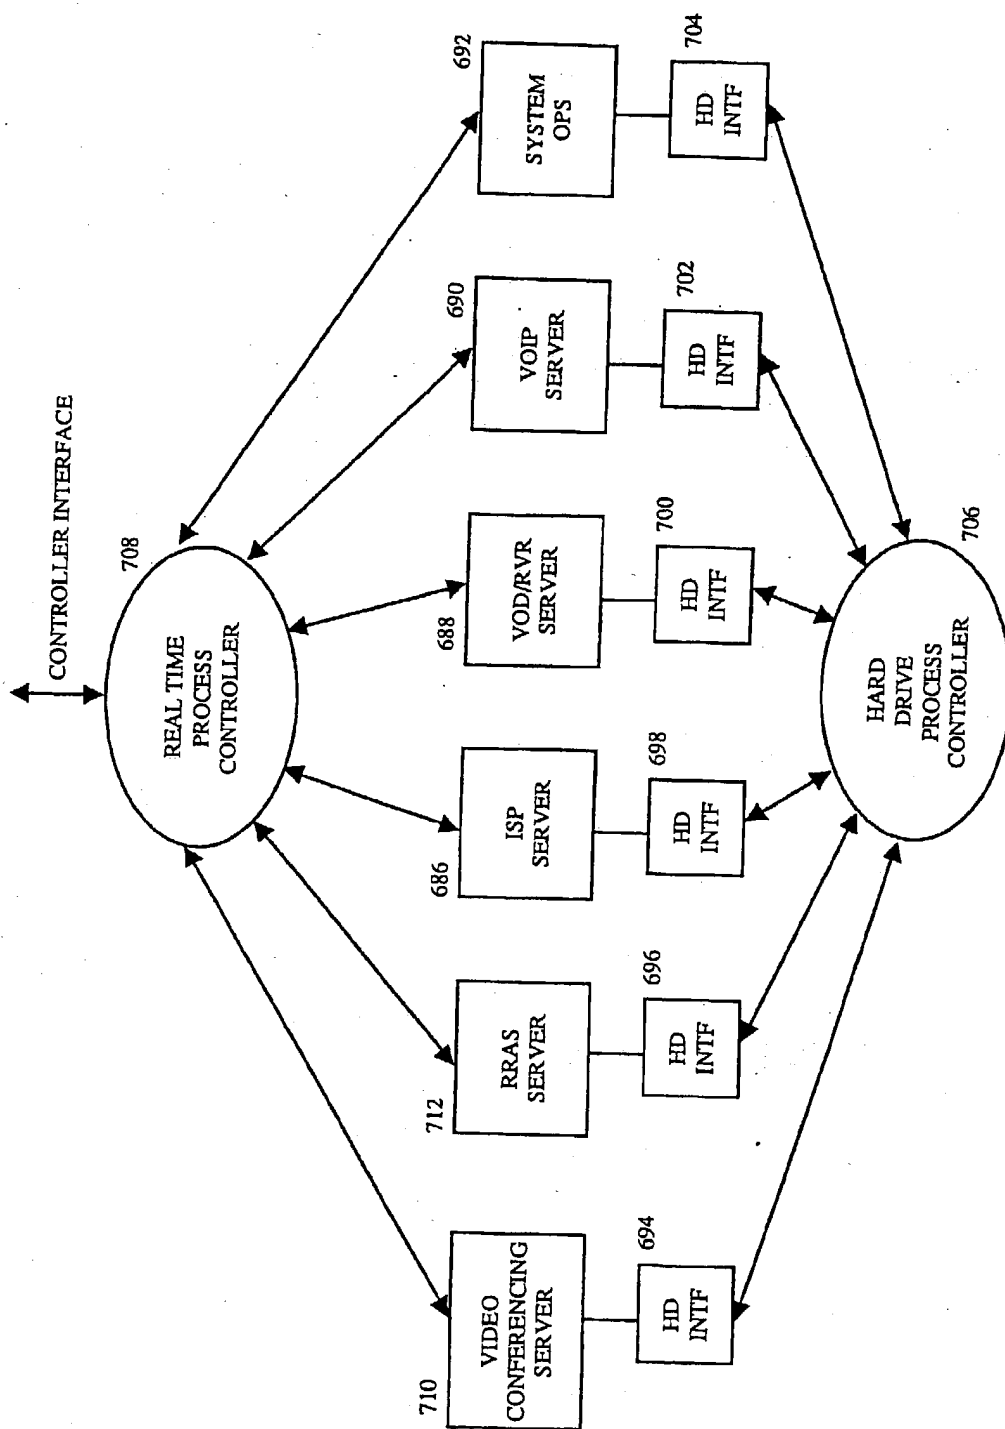 CONTROLLER INTERFACE
708
REAL TIME
PROCESS
CONTROLLER
710
VIDEO
CONFERENCING
SERVER
712
RRAS
SERVER
686
ISP
SERVER
688
VOD/RVR
SERVER
690
VOIP
SERVER
692
SYSTEM
OPS
694
HD
INTF
696
HD
INTF
698
HD
INTF
700
HD
INTF
702
HD
INTF
704
HD
INTF
706
HARD
DRIVE
PROCESS
CONTROLLER